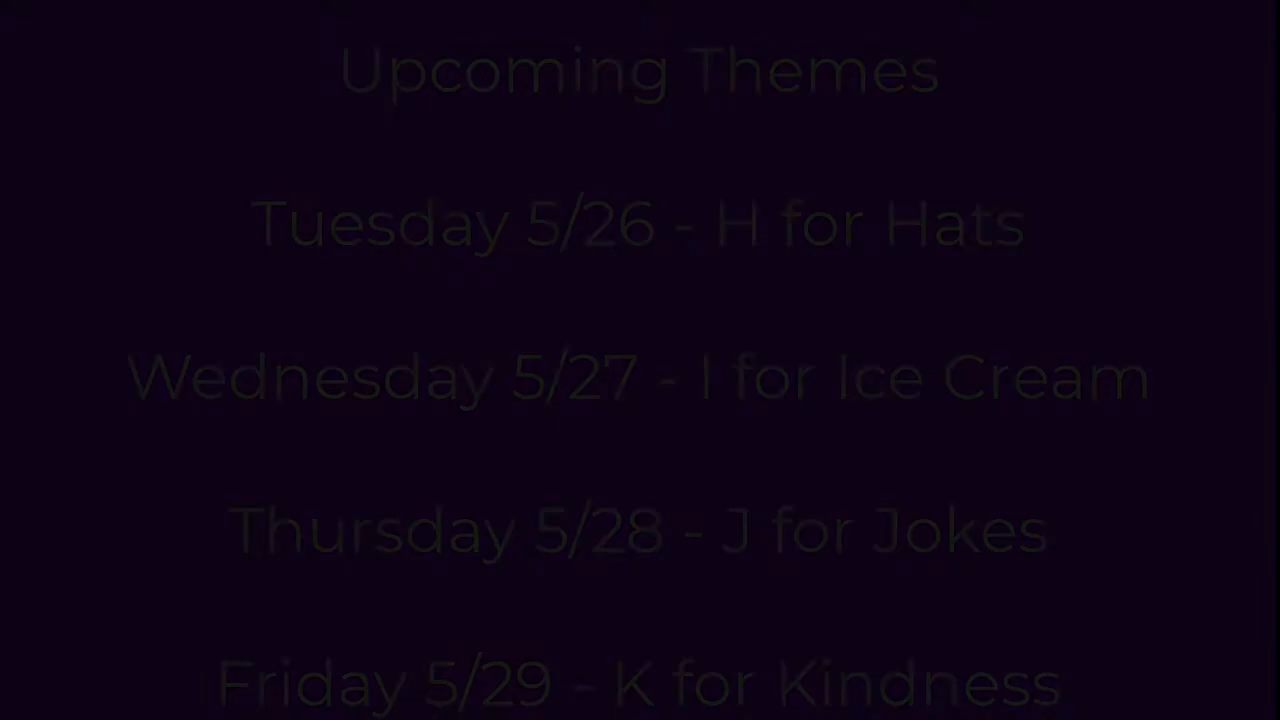 Upcoming Themes
Tuesday 5/26 - H for Hats
Wednesday 5/27 - I for Ice Cream
Thursday 5/28 - J for Jokes
Friday 5/29 - K for Kindness